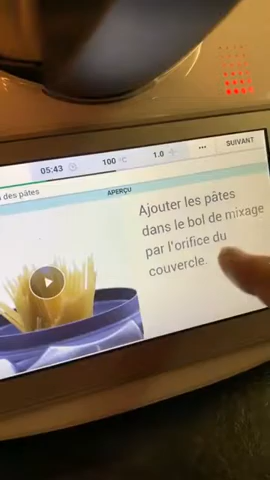 05:43 100 °C 1.0 ... SUIVANT
des pâtes APERÇU
Ajouter les pâtes
dans le bol de mixage
par l'orifice du
couvercle.